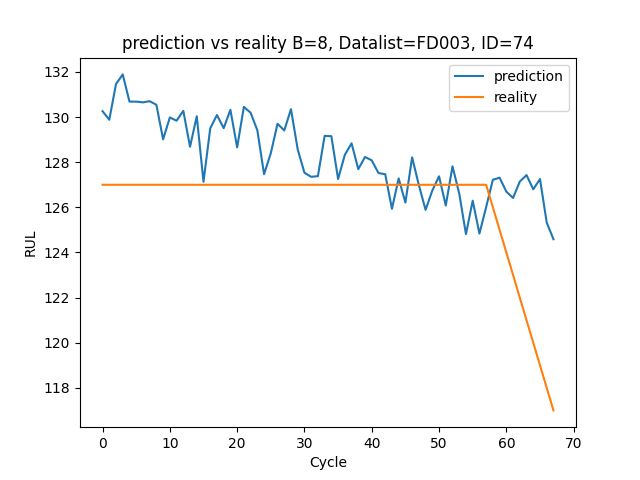 prediction vs reality B=8, Datalist=FD003, ID=74
prediction
reality
132
130
128
126
124
122
120
118
RUL
0 10 20 30 40 50 60 70
Cycle